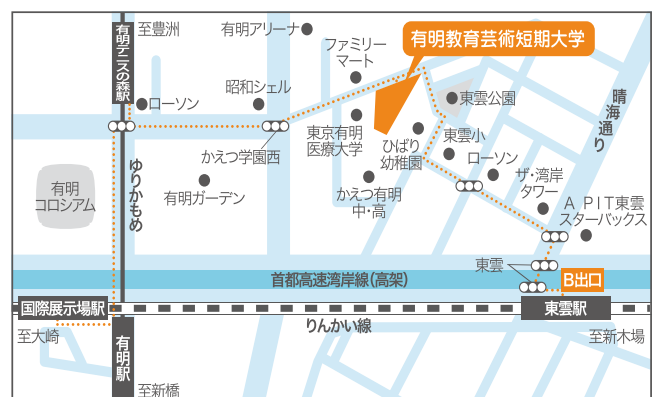 至豊洲
有明アリーナ
有明教育芸術短期大学
有明テニスの森駅
ファミリー
マート
ローソン
昭和シェル
東雲公園
晴海通り
東京有明
医療大学
ひばり
幼稚園
東雲小
かえつ学園西
ローソン
ゆりかもめ
有明
コロシアム
有明ガーデン
かえつ有明
中・高
ザ・湾岸
タワー
A PIT東雲
スターバックス
東雲
首都高速湾岸線(高架)
B出口
国際展示場駅
東雲駅
りんかい線
至大崎
有明駅
至新木場
至新橋